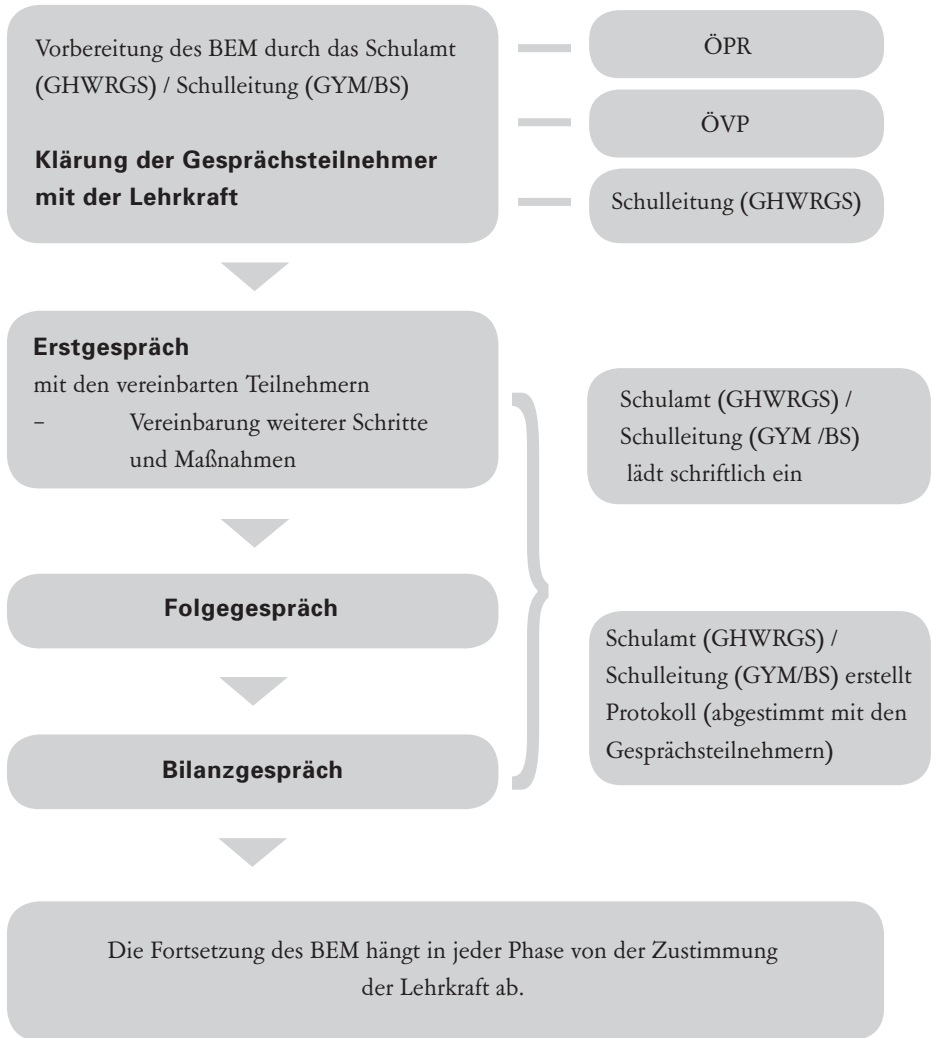 Vorbereitung des BEM durch das Schulamt
(GHWRGS) / Schulleitung (GYM/BS)
Klärung der Gesprächsteilnehmer
mit der Lehrkraft
ÖPR
ÖVP
Schulleitung (GHWRGS)
Erstgespräch
mit den vereinbarten Teilnehmern
– Vereinbarung weiterer Schritte
und Maßnahmen
Schulamt (GHWRGS) /
Schulleitung (GYM /BS)
lädt schriftlich ein
Folgegespräch
Schulamt (GHWRGS) /
Schulleitung (GYM/BS) erstellt
Protokoll (abgestimmt mit den
Gesprächsteilnehmern)
Bilanzgespräch
Die Fortsetzung des BEM hängt in jeder Phase von der Zustimmung
der Lehrkraft ab.